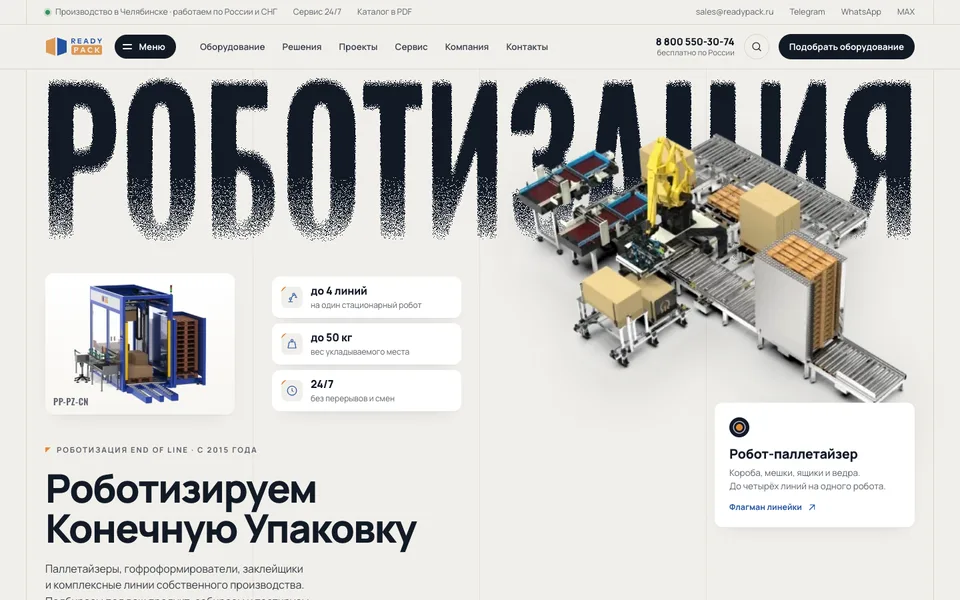 Производство в Челябинске · работаем по России и СНГ
Сервис 24/7
Каталог в PDF
sales@readypack.ru
Telegram
WhatsApp
MAX
READY
PACK
Меню
Оборудование
Решения
Проекты
Сервис
Компания
Контакты
8 800 550-30-74
бесплатно по России
Подобрать оборудование
РОБОТИЗАЦИЯ
PP-PZ-CN
до 4 линий
на один стационарный робот
до 50 кг
вес укладываемого места
24/7
без перерывов и смен
РОБОТИЗАЦИЯ END OF LINE · С 2015 ГОДА
Роботизируем
Конечную Упаковку
Паллетайзеры, гофроформирователи, заклейщики
и комплексные линии собственного производства.
Робот-паллетайзер
Короба, мешки, ящики и ведра.
До четырёх линий на одного робота.
Флагман линейки